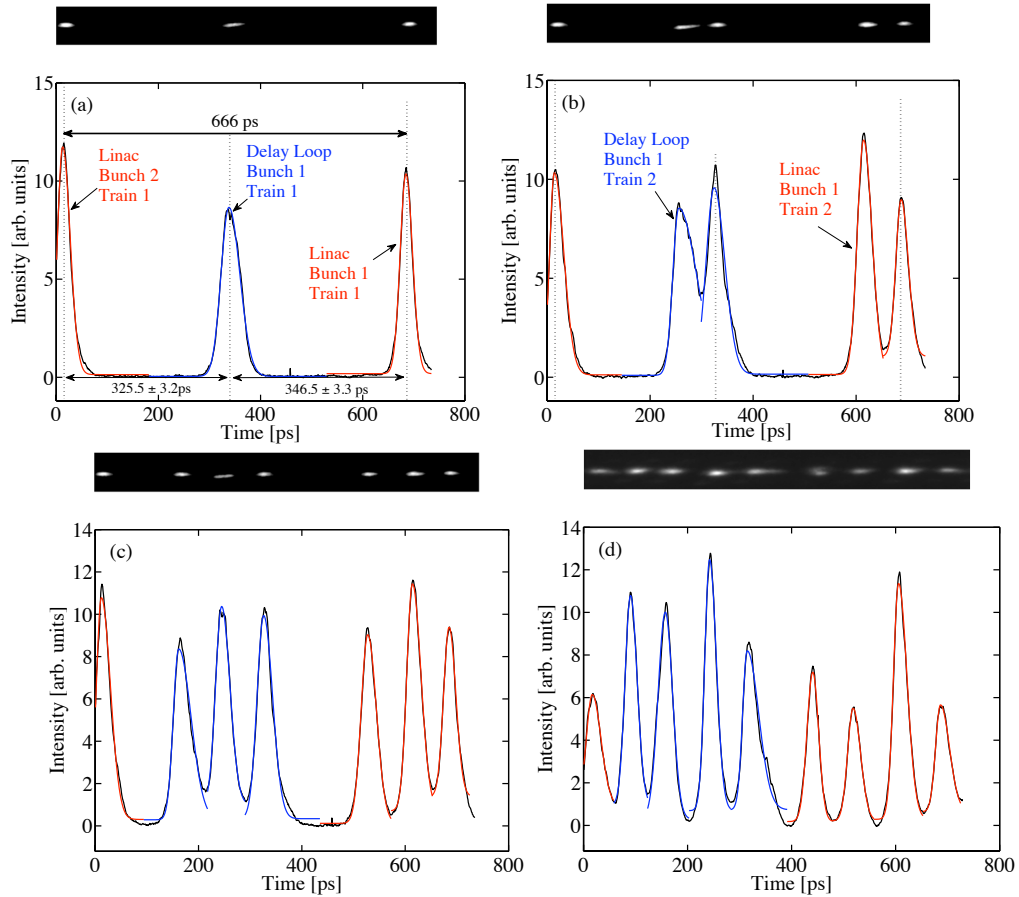 15
10
5
0
Intensity [arb. units]
(a)
666 ps
Linac
Bunch 2
Train 1
Delay Loop
Bunch 1
Train 1
Linac
Bunch 1
Train 1
325.5 ± 3.2ps
346.5 ± 3.3 ps
0
200
400
600
800
Time [ps]
15
10
5
0
Intensity [arb. units]
(b)
Delay Loop
Bunch 1
Train 2
Linac
Bunch 1
Train 2
0
200
400
600
800
Time [ps]
14
12
10
8
6
4
2
0
Intensity [arb. units]
(c)
0
200
400
600
800
Time [ps]
14
12
10
8
6
4
2
0
Intensity [arb. units]
(d)
0
200
400
600
800
Time [ps]